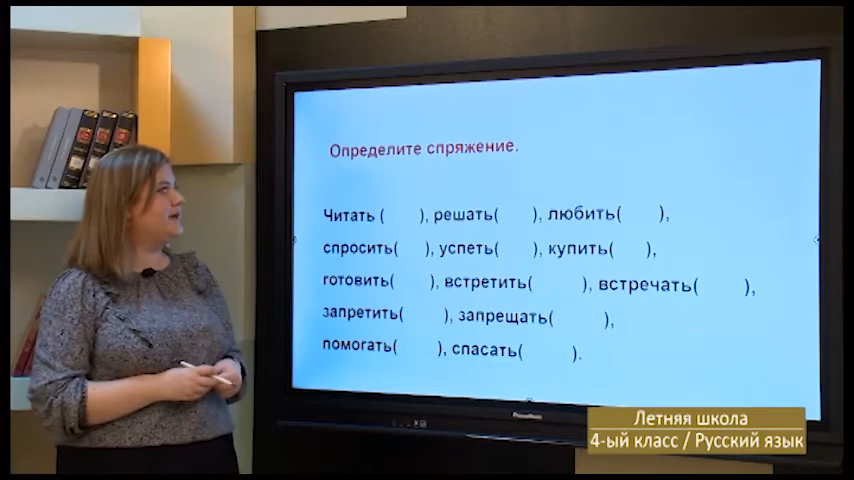 Определите спряжение.
Читать ( ), решать( ), любить( ),
спросить( ), успеть( ), купить( ),
готовить( ), встретить( ), встречать( ),
запретить( ), запрещать( ),
помогать( ), спасать( ).
Летняя школа
4-ый класс / Русский язык